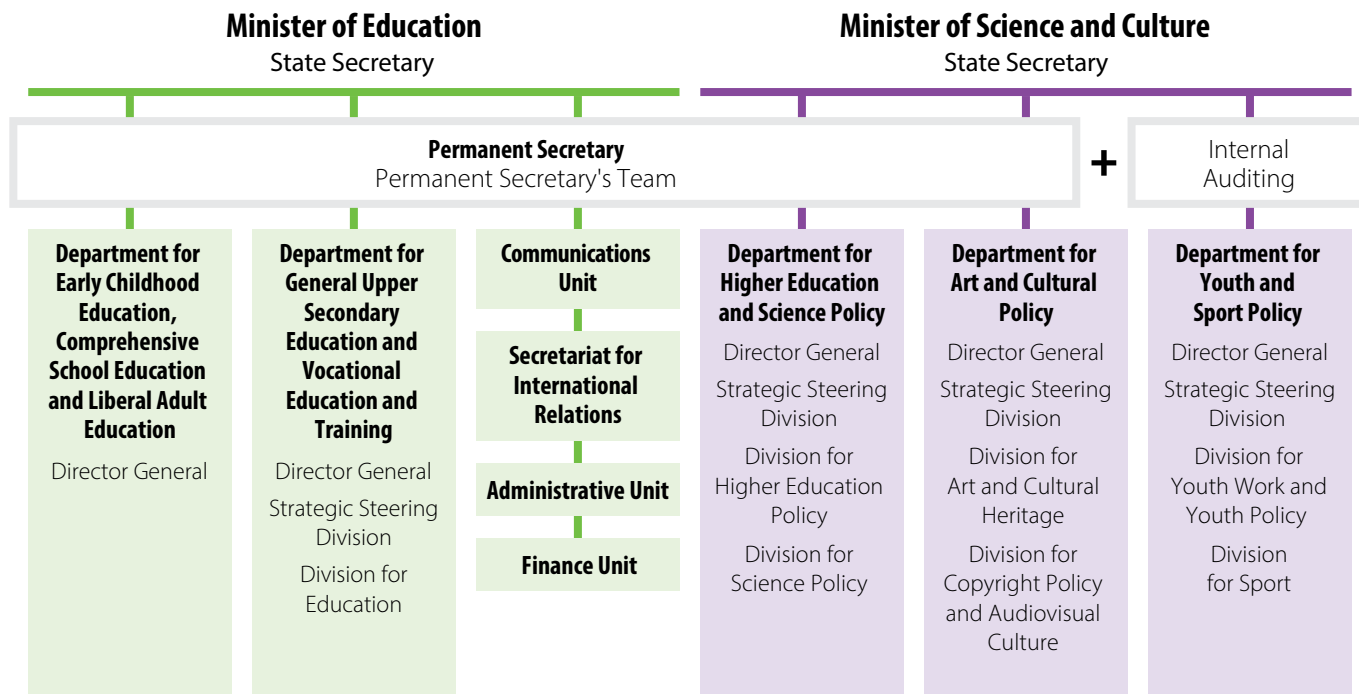 Minister of Education
State Secretary
Minister of Science and Culture
State Secretary
Permanent Secretary
Permanent Secretary's Team
+
Internal
Auditing
Department for
Early Childhood
Education,
Comprehensive
School Education
and Liberal Adult
Education
Director General
Department for
General Upper
Secondary
Education and
Vocational
Education and
Training
Director General
Strategic Steering
Division
Division for
Education
Communications
Unit
Secretariat for
International
Relations
Administrative Unit
Finance Unit
Department for
Higher Education
and Science Policy
Director General
Strategic Steering
Division
Division for
Higher Education
Policy
Division for
Science Policy
Department for
Art and Cultural
Policy
Director General
Strategic Steering
Division
Division for
Art and Cultural
Heritage
Division for
Copyright Policy
and Audiovisual
Culture
Department for
Youth and
Sport Policy
Director General
Strategic Steering
Division
Division for
Youth Work and
Youth Policy
Division
for Sport